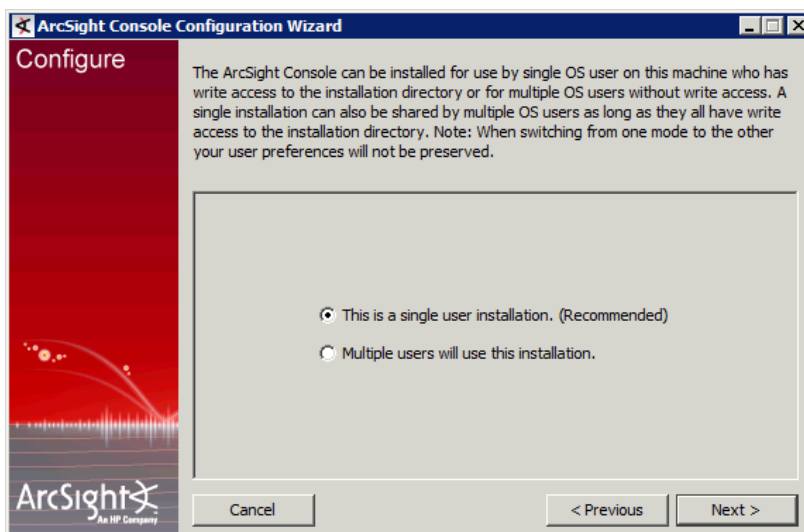 ArcSight Console Configuration Wizard
Configure
The ArcSight Console can be installed for use by single OS user on this machine who has
write access to the installation directory or for multiple OS users without write access. A
single installation can also be shared by multiple OS users as long as they all have write
access to the installation directory. Note: When switching from one mode to the other
your user preferences will not be preserved.
This is a single user installation. (Recommended)
Multiple users will use this installation.
ArcSight
An HP Company
Cancel
< Previous
Next >